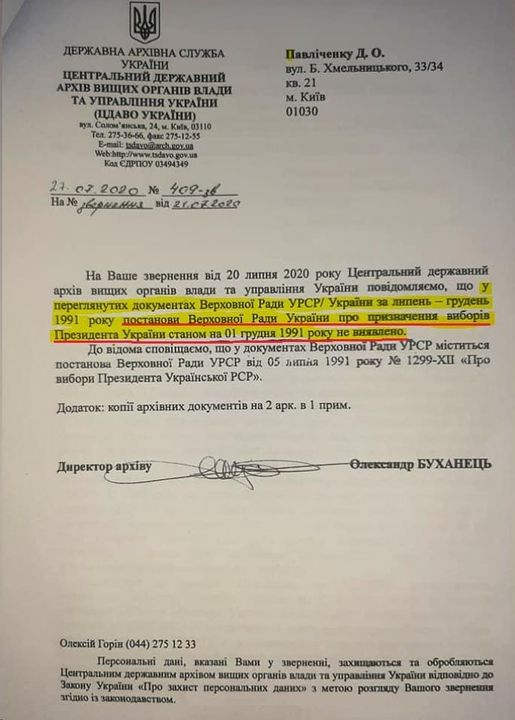 ДЕРЖАВНА АРХІВНА СЛУЖБА
УКРАЇНИ
ЦЕНТРАЛЬНИЙ ДЕРЖАВНИЙ
АРХІВ ВИЩИХ ОРГАНІВ ВЛАДИ
ТА УПРАВЛІННЯ УКРАЇНИ
(ЦДАВО УКРАЇНИ)
вул. Солом'янська, 24, м. Київ, 03110
Тел. 275-36-66, факс 275-12-55
E-mail: tsdavo@arch.gov.ua
Web:http://www.tsdavo.gov.ua
Код ЄДРПОУ 03494349
27.07.2020 № 409-зв
На № звернення від 21.07.2020
Павліченку Д. О.
вул. Б. Хмельницького, 33/34
кв. 21
м. Київ
01030
На Ваше звернення від 20 липня 2020 року Центральний державний
архів вищих органів влади та управління України повідомляємо, що у
переглянутих документах Верховної Ради УРСР/ України за липень – грудень
1991 року постанови Верховної Ради України про призначення виборів
Президента України станом на 01 грудня 1991 року не виявлено.
До відома сповіщаємо, що у документах Верховної Ради УРСР міститься
постанова Верховної Ради УРСР від 05 липня 1991 року № 1299-XII «Про
вибори Президента Української РСР».
Додаток: копії архівних документів на 2 арк. в 1 прим.
Директор архіву
Олександр БУХАНЕЦЬ
Олексій Горін (044) 275 12 33
Персональні дані, вказані Вами у зверненні, захищаються та обробляються
Центральним державним архівом вищих органів влади та управління України відповідно до
Закону України «Про захист персональних даних» з метою розгляду Вашого звернення
згідно із законодавством.